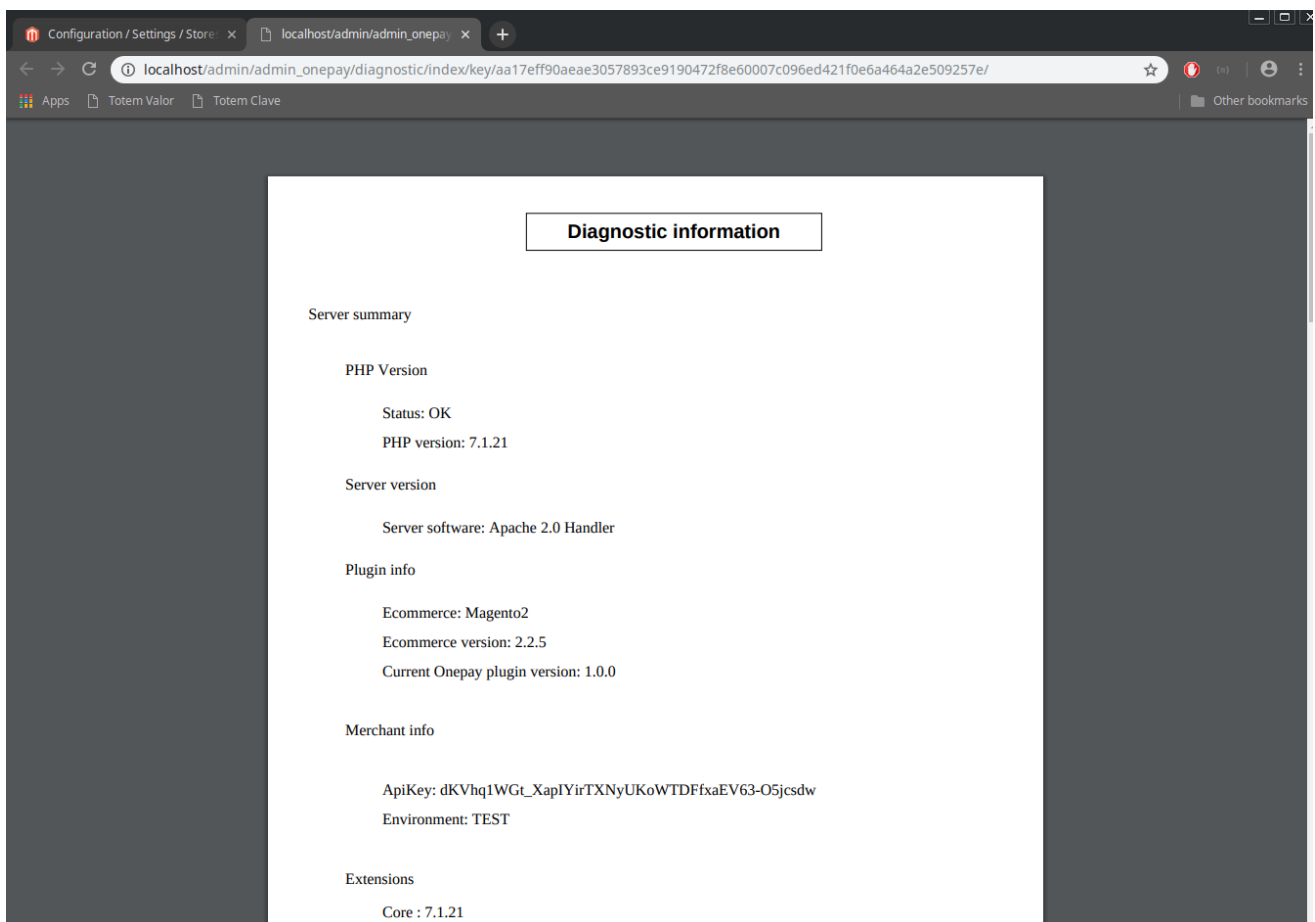 Configuration / Settings / Stores
localhost/admin/admin_onepay
localhost/admin/admin_onepay/diagnostic/index/key/aa17eff90aeae3057893ce9190472f8e60007c096ed421f0e6a464a2e509257e/
Apps
Totem Valor
Totem Clave
Other bookmarks
Diagnostic information
Server summary
PHP Version
Status: OK
PHP version: 7.1.21
Server version
Server software: Apache 2.0 Handler
Plugin info
Ecommerce: Magento2
Ecommerce version: 2.2.5
Current Onepay plugin version: 1.0.0
Merchant info
ApiKey: dKVhq1WGt_XapIYirTXNyUKoWTDFfxaEV63-O5jcsdw
Environment: TEST
Extensions
Core : 7.1.21